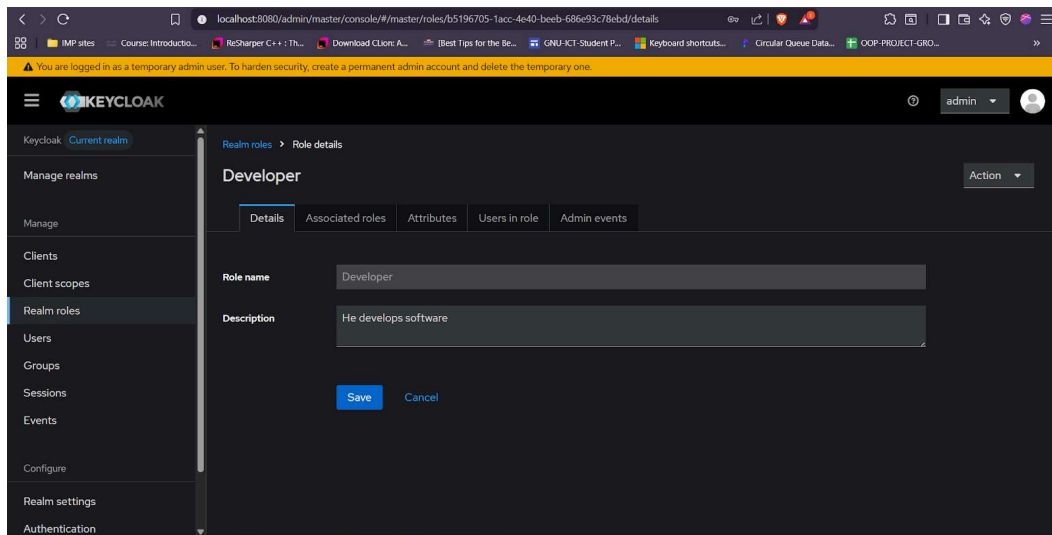 localhost:8080/admin/master/console/#/master/roles/b5196705-1acc-4e40-beeb-686e93c78ebd/details
IMP sites
Course: Introductio...
ReSharper C++ : Th...
Download CLion: A...
[Best Tips for the Be...
GNU-ICT-Student P...
Keyboard shortcuts...
Circular Queue Data...
OOP-PROJECT-GRO...
»
You are logged in as a temporary admin user. To harden security, create a permanent admin account and delete the temporary one.
KEYCLOAK
admin
Keycloak Current realm
Manage realms
Manage
Clients
Client scopes
Realm roles
Users
Groups
Sessions
Events
Configure
Realm settings
Authentication
Realm roles > Role details
Developer
Action
Details
Associated roles
Attributes
Users in role
Admin events
Role name
Developer
Description
He develops software
Save
Cancel